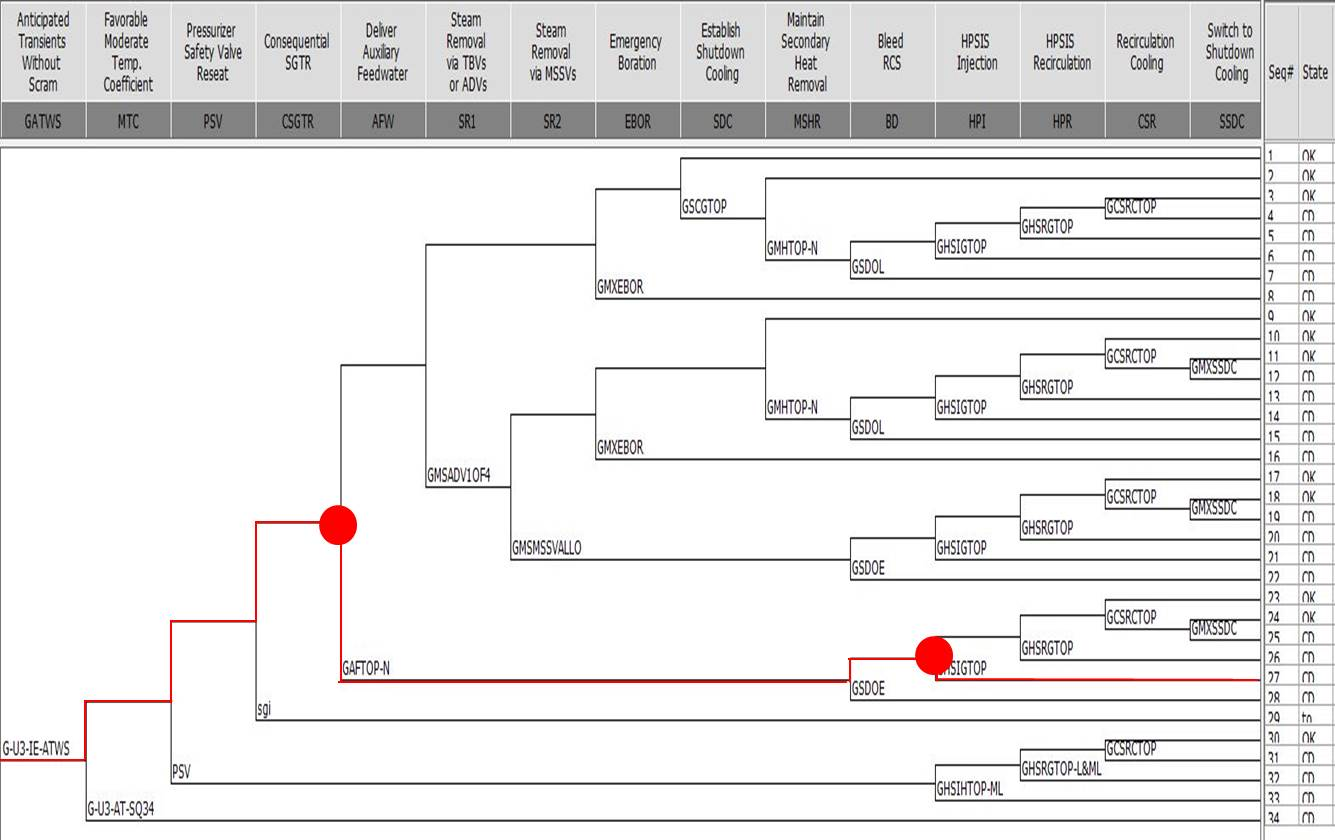 Anticipated
Transients
Without
Scram
Favorable
Moderate
Temp.
Coefficient
Pressurizer
Safety Valve
Reseat
Consequential
SGTR
Deliver
Auxiliary
Feedwater
Steam
Removal
via TBVs
or ADVs
Steam
Removal
via MSSVs
Emergency
Boration
Establish
Shutdown
Cooling
Maintain
Secondary
Heat
Removal
Bleed
RCS
HPSIS
Injection
HPSIS
Recirculation
Recirculation
Cooling
Switch to
Shutdown
Cooling
Seq# State
GATWS MTC PSV CSGTR AFW SR1 SR2 EBOR SDC MSHR BD HPI HPR CSR SSDC
1 OK
2 OK
3 OK
GCSRCTOP
GSCGTOP
4 CD
GHSRGTOP
5 CD
GMHTOP-N
GHSIGTOP
6 CD
GSDOL
7 CD
GMXEBOR
8 CD
9 OK
10 OK
GCSRCTOP
11 OK
GMXSSDC
12 CD
GHSRGTOP
13 CD
GMHTOP-N
GHSIGTOP
14 CD
GSDOL
15 CD
GMXEBOR
16 CD
GMSADV1OF4
17 OK
GCSRCTOP
18 OK
GMXSSDC
19 CD
GHSRGTOP
20 CD
GMSMSSVALLO
GHSIGTOP
21 CD
GSDOE
22 CD
23 OK
GCSRCTOP
24 OK
GMXSSDC
25 CD
GHSRGTOP
26 CD
GAFTOP-N
HSIGTOP
27 CD
GSDOE
28 CD
sgi
29 to
30 OK
G-U3-IE-ATWS
GCSRCTOP
31 CD
PSV
GHSRGTOP-L&ML
32 CD
GHSIHTOP-ML
33 CD
G-U3-AT-SQ34
34 CD